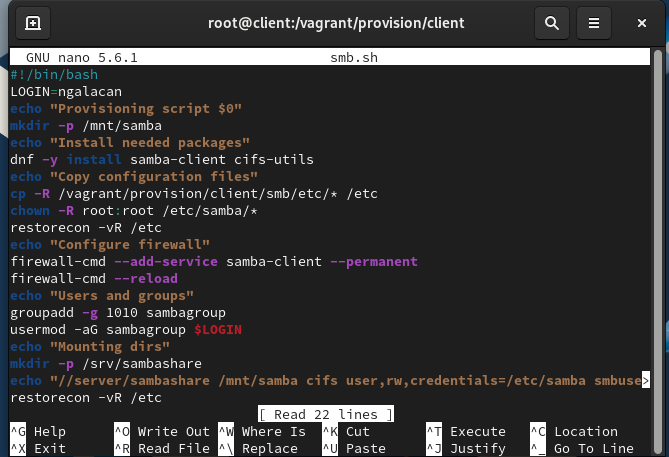 root@client:/vagrant/provision/client
GNU nano 5.6.1 smb.sh
#!/bin/bash
LOGIN=ngalacan
echo "Provisioning script $0"
mkdir -p /mnt/samba
echo "Install needed packages"
dnf -y install samba-client cifs-utils
echo "Copy configuration files"
cp -R /vagrant/provision/client/smb/etc/* /etc
chown -R root:root /etc/samba/*
restorecon -vR /etc
echo "Configure firewall"
firewall-cmd --add-service samba-client --permanent
firewall-cmd --reload
echo "Users and groups"
groupadd -g 1010 sambagroup
usermod -aG sambagroup $LOGIN
echo "Mounting dirs"
mkdir -p /srv/sambashare
echo "//server/sambashare /mnt/samba cifs user,rw,credentials=/etc/samba smbuse>
restorecon -vR /etc
[ Read 22 lines ]
^G Help ^O Write Out ^W Where Is ^K Cut ^T Execute ^C Location
^X Exit ^R Read File ^\ Replace ^U Paste ^J Justify ^_ Go To Line